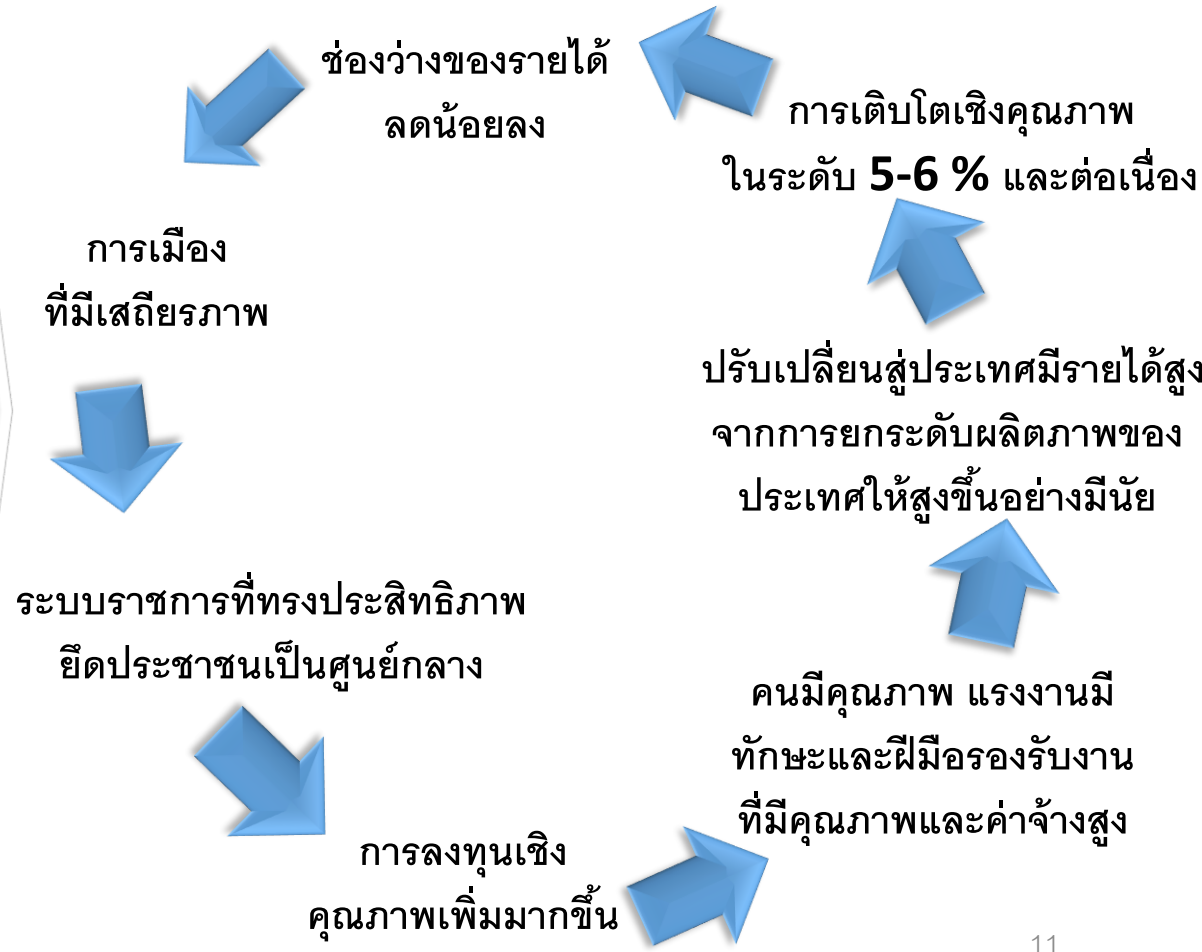 ช่องว่างของรายได้
ลดน้อยลง
การเติบโตเชิงคุณภาพ
ในระดับ 5-6 % และต่อเนื่อง
การเมือง
ที่มีเสถียรภาพ
ปรับเปลี่ยนสู่ประเทศมีรายได้สูง
จากการยกระดับผลิตภาพของ
ประเทศให้สูงขึ้นอย่างมีนัย
ระบบราชการที่ทรงประสิทธิภาพ
ยึดประชาชนเป็นศูนย์กลาง
คนมีคุณภาพ แรงงานมี
ทักษะและฝีมือรองรับงาน
ที่มีคุณภาพและค่าจ้างสูง
การลงทุนเชิง
คุณภาพเพิ่มมากขึ้น
11